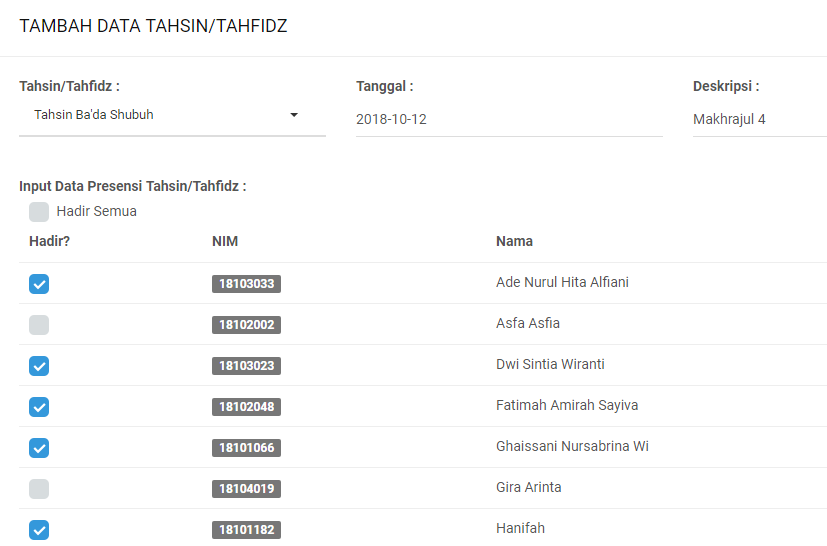 TAMBAH DATA TAHSIN/TAHFIDZ
Tahsin/Tahfidz : Tanggal : Deskripsi :
Tahsin Ba'da Shubuh 2018-10-12 Makhrajul 4
Input Data Presensi Tahsin/Tahfidz :
Hadir Semua
Hadir? NIM Nama
18103033 Ade Nurul Hita Alfiani
18102002 Asfa Asfia
18103023 Dwi Sintia Wiranti
18102048 Fatimah Amirah Sayiva
18101066 Ghaissani Nursabrina Wi
18104019 Gira Arinta
18101182 Hanifah